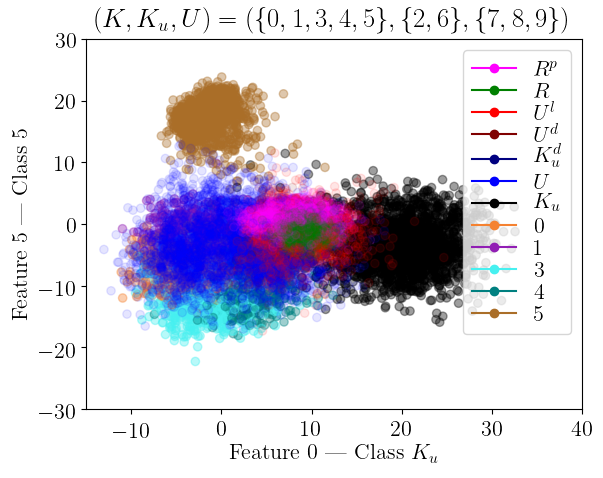 (K, K_u, U) = ({0, 1, 3, 4, 5}, {2, 6}, {7, 8, 9})
30
20
10
0
−10
−20
−30
Feature 5 — Class 5
−10
0
10
20
30
40
Feature 0 — Class K_u
R^p
R
U^l
U^d
K_u^d
U
K_u
0
1
3
4
5